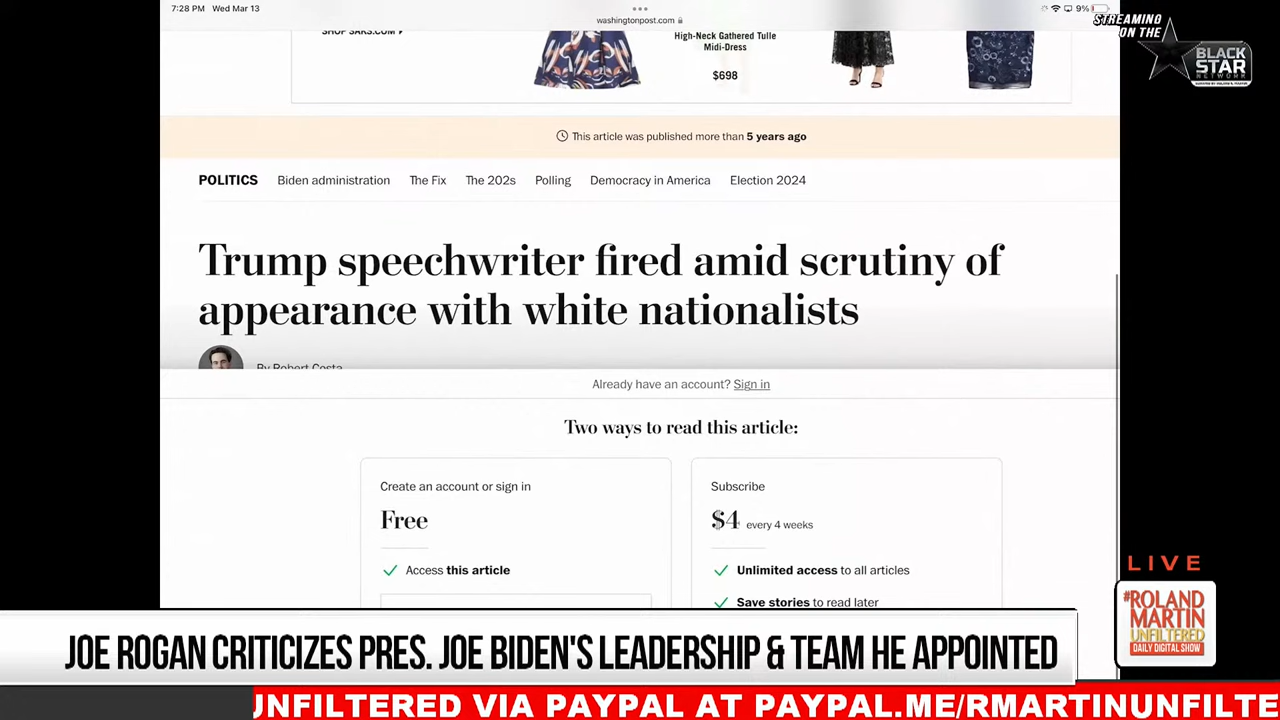 7:28 PM Wed Mar 13
washingtonpost.com
9%
STREAMING
ON THE
BLACK
STAR
NETWORK
SHOP SAKS.COM
High-Neck Gathered Tulle
Midi-Dress
$698
This article was published more than 5 years ago
POLITICS Biden administration The Fix The 202s Polling Democracy in America Election 2024
Trump speechwriter fired amid scrutiny of
appearance with white nationalists
By Robert Costa
Already have an account? Sign in
Two ways to read this article:
Create an account or sign in
Free
Access this article
Subscribe
$4 every 4 weeks
Unlimited access to all articles
Save stories to read later
LIVE
#ROLAND
MARTIN
UNFILTERED
DAILY DIGITAL SHOW
JOE ROGAN CRITICIZES PRES. JOE BIDEN'S LEADERSHIP & TEAM HE APPOINTED
UNFILTERED VIA PAYPAL AT PAYPAL.ME/RMARTINUNFILTE